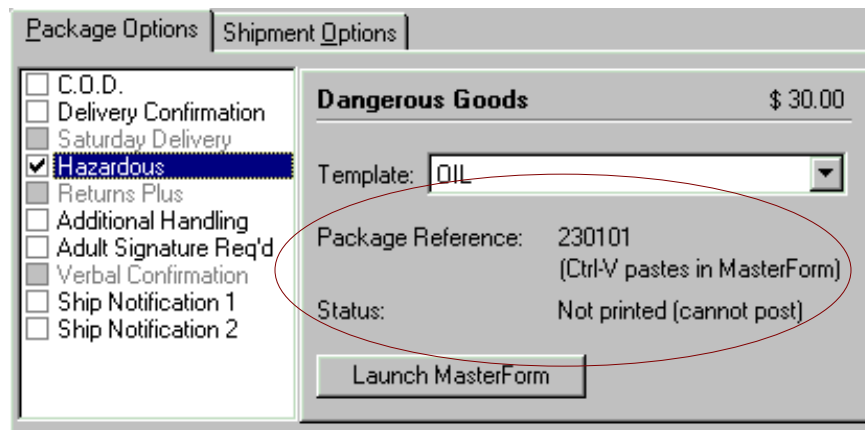 Package Options Shipment Options
C.O.D.
Delivery Confirmation
Saturday Delivery
Hazardous
Returns Plus
Additional Handling
Adult Signature Req'd
Verbal Confirmation
Ship Notification 1
Ship Notification 2
Dangerous Goods $ 30.00
Template: OIL
Package Reference: 230101
(Ctrl-V pastes in MasterForm)
Status: Not printed (cannot post)
Launch MasterForm